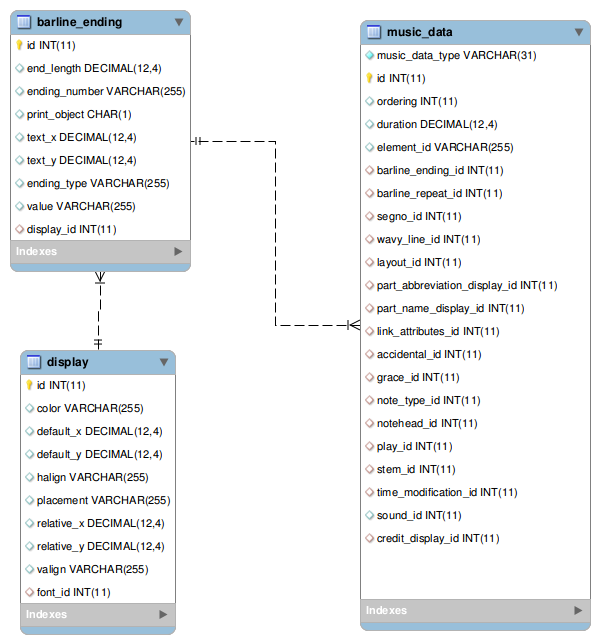 barline_ending
id INT(11)
end_length DECIMAL(12,4)
ending_number VARCHAR(255)
print_object CHAR(1)
text_x DECIMAL(12,4)
text_y DECIMAL(12,4)
ending_type VARCHAR(255)
value VARCHAR(255)
display_id INT(11)
Indexes
display
id INT(11)
color VARCHAR(255)
default_x DECIMAL(12,4)
default_y DECIMAL(12,4)
halign VARCHAR(255)
placement VARCHAR(255)
relative_x DECIMAL(12,4)
relative_y DECIMAL(12,4)
valign VARCHAR(255)
font_id INT(11)
Indexes
music_data
music_data_type VARCHAR(31)
id INT(11)
ordering INT(11)
duration DECIMAL(12,4)
element_id VARCHAR(255)
barline_ending_id INT(11)
barline_repeat_id INT(11)
segno_id INT(11)
wavy_line_id INT(11)
layout_id INT(11)
part_abbreviation_display_id INT(11)
part_name_display_id INT(11)
link_attributes_id INT(11)
accidental_id INT(11)
grace_id INT(11)
note_type_id INT(11)
notehead_id INT(11)
play_id INT(11)
stem_id INT(11)
time_modification_id INT(11)
sound_id INT(11)
credit_display_id INT(11)
Indexes